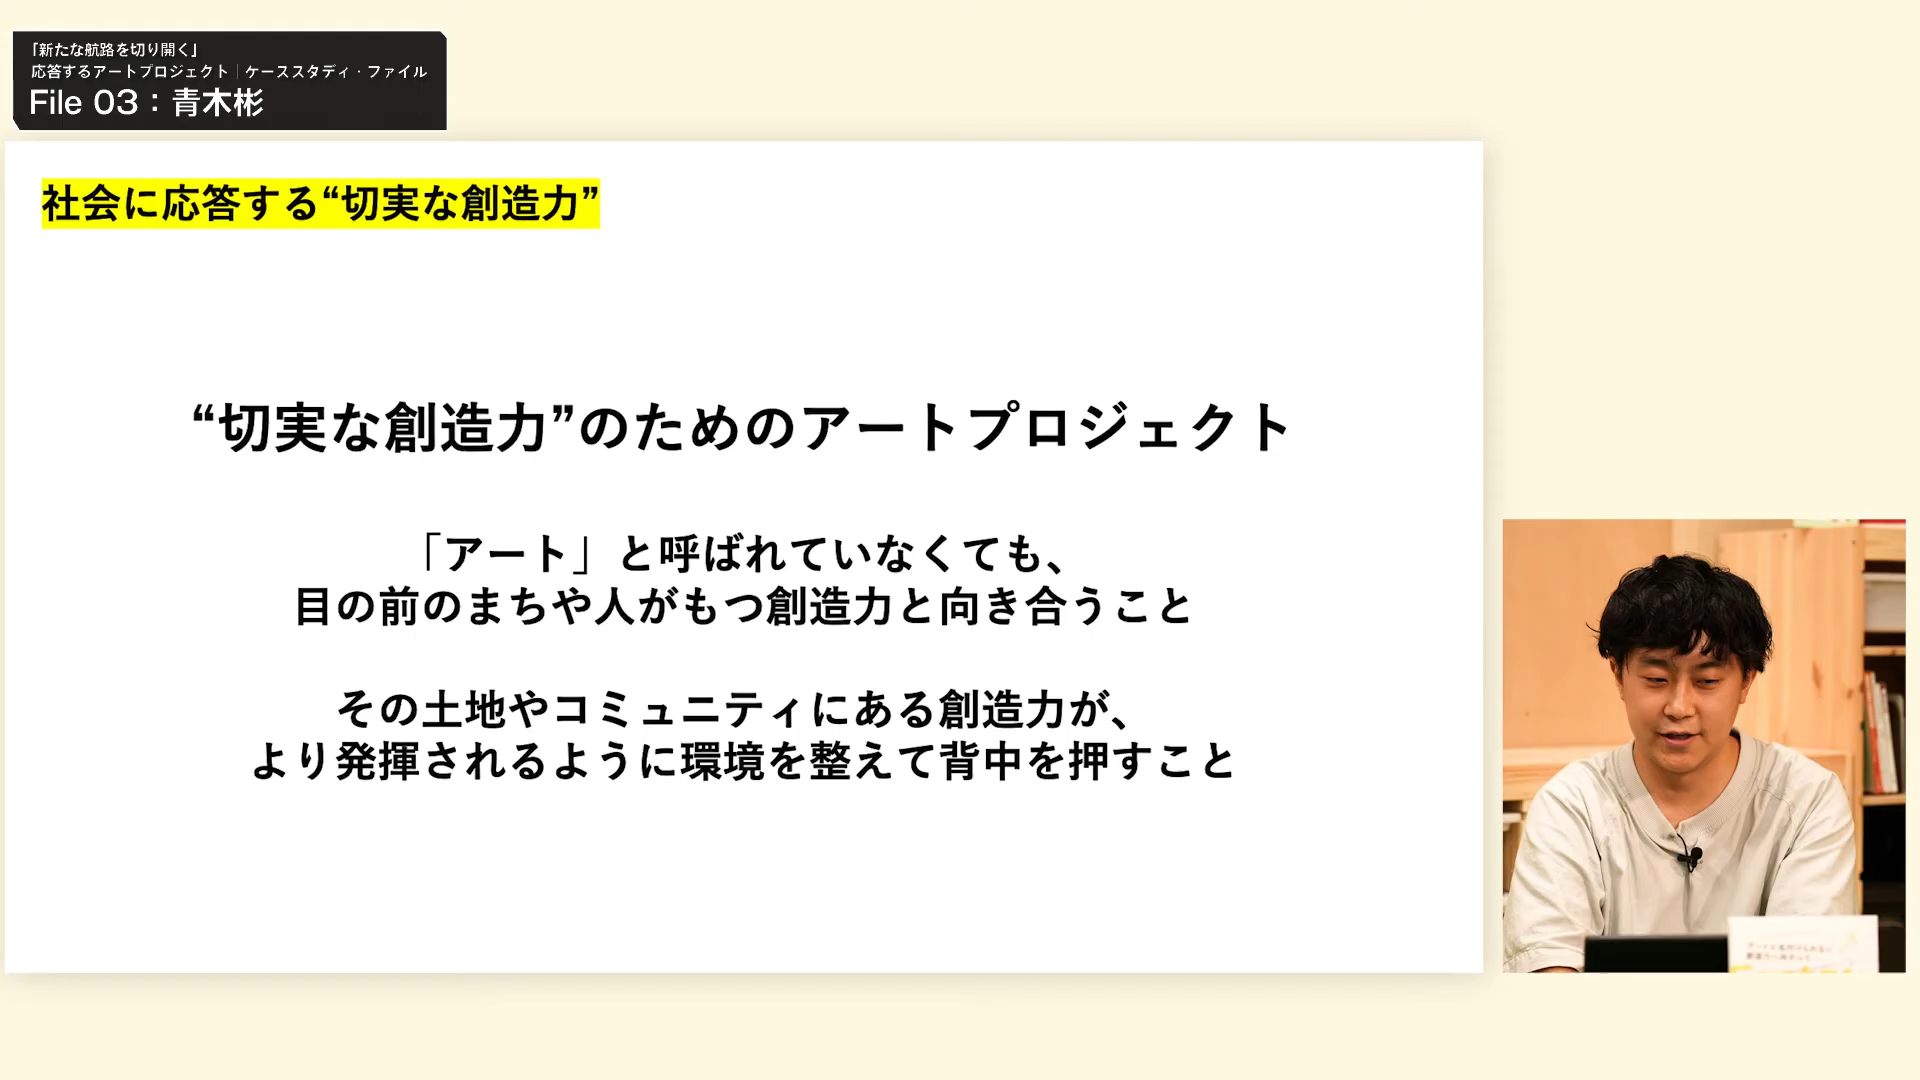 「新たな航路を切り開く」
応答するアートプロジェクト│ケーススタディ・ファイル
File 03：青木彬
社会に応答する“切実な創造力”
“切実な創造力”のためのアートプロジェクト
「アート」と呼ばれていなくても、
目の前のまちや人がもつ創造力と向き合うこと
その土地やコミュニティにある創造力が、
より発揮されるように環境を整えて背中を押すこと